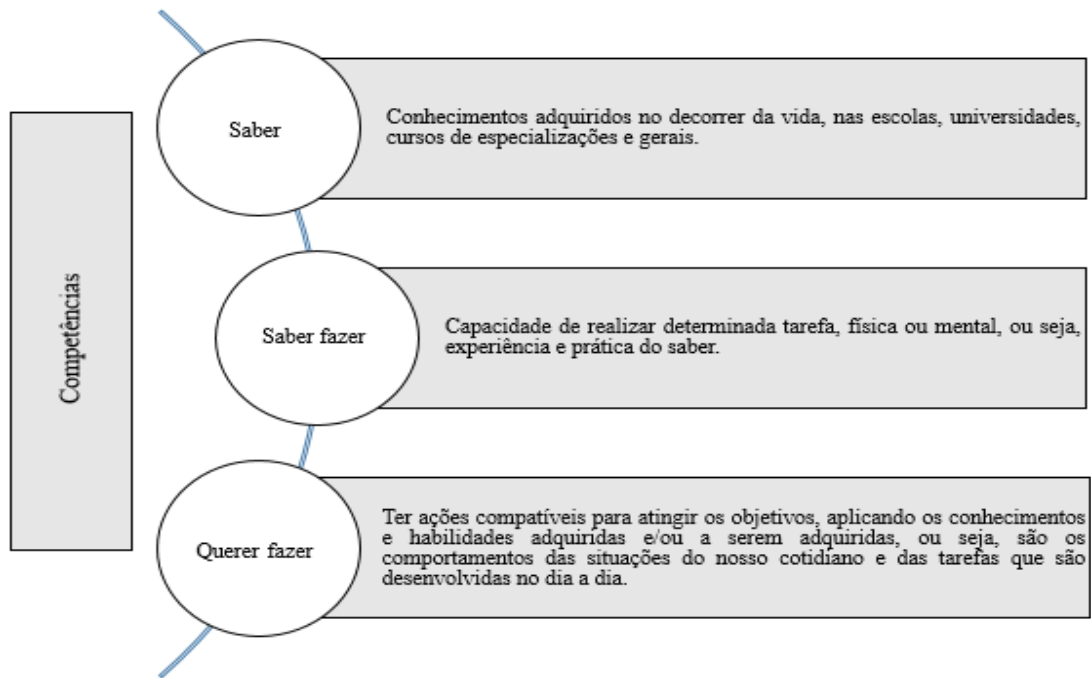 Competências
Saber
Conhecimentos adquiridos no decorrer da vida, nas escolas, universidades,
cursos de especializações e gerais.
Saber fazer
Capacidade de realizar determinada tarefa, física ou mental, ou seja,
experiência e prática do saber.
Querer fazer
Ter ações compatíveis para atingir os objetivos, aplicando os conhecimentos
e habilidades adquiridas e/ou a serem adquiridas, ou seja, são os
comportamentos das situações do nosso cotidiano e das tarefas que são
desenvolvidas no dia a dia.